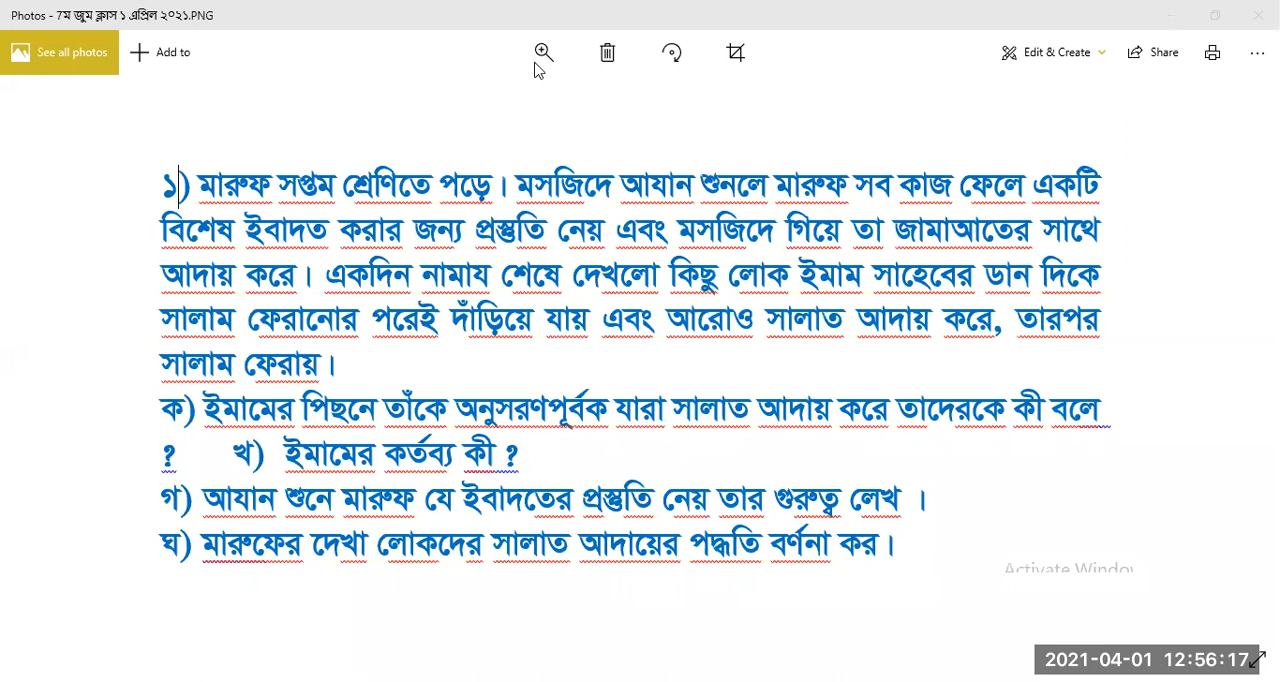 Photos - 7ম জুম ক্লাস ১ এপ্রিল ২০২১.PNG
See all photos Add to Edit & Create Share
১) মারুফ সপ্তম শ্রেণিতে পড়ে। মসজিদে আযান শুনলে মারুফ সব কাজ ফেলে একটি
বিশেষ ইবাদত করার জন্য প্রস্তুতি নেয় এবং মসজিদে গিয়ে তা জামাআতের সাথে
আদায় করে। একদিন নামায শেষে দেখলো কিছু লোক ইমাম সাহেবের ডান দিকে
সালাম ফেরানোর পরেই দাঁড়িয়ে যায় এবং আরোও সালাত আদায় করে, তারপর
সালাম ফেরায়।
ক) ইমামের পিছনে তাঁকে অনুসরণপূর্বক যারা সালাত আদায় করে তাদেরকে কী বলে
? খ) ইমামের কর্তব্য কী ?
গ) আযান শুনে মারুফ যে ইবাদতের প্রস্তুতি নেয় তার গুরুত্ব লেখ ।
ঘ) মারুফের দেখা লোকদের সালাত আদায়ের পদ্ধতি বর্ণনা কর।
Activate Window
2021-04-01 12:56:17